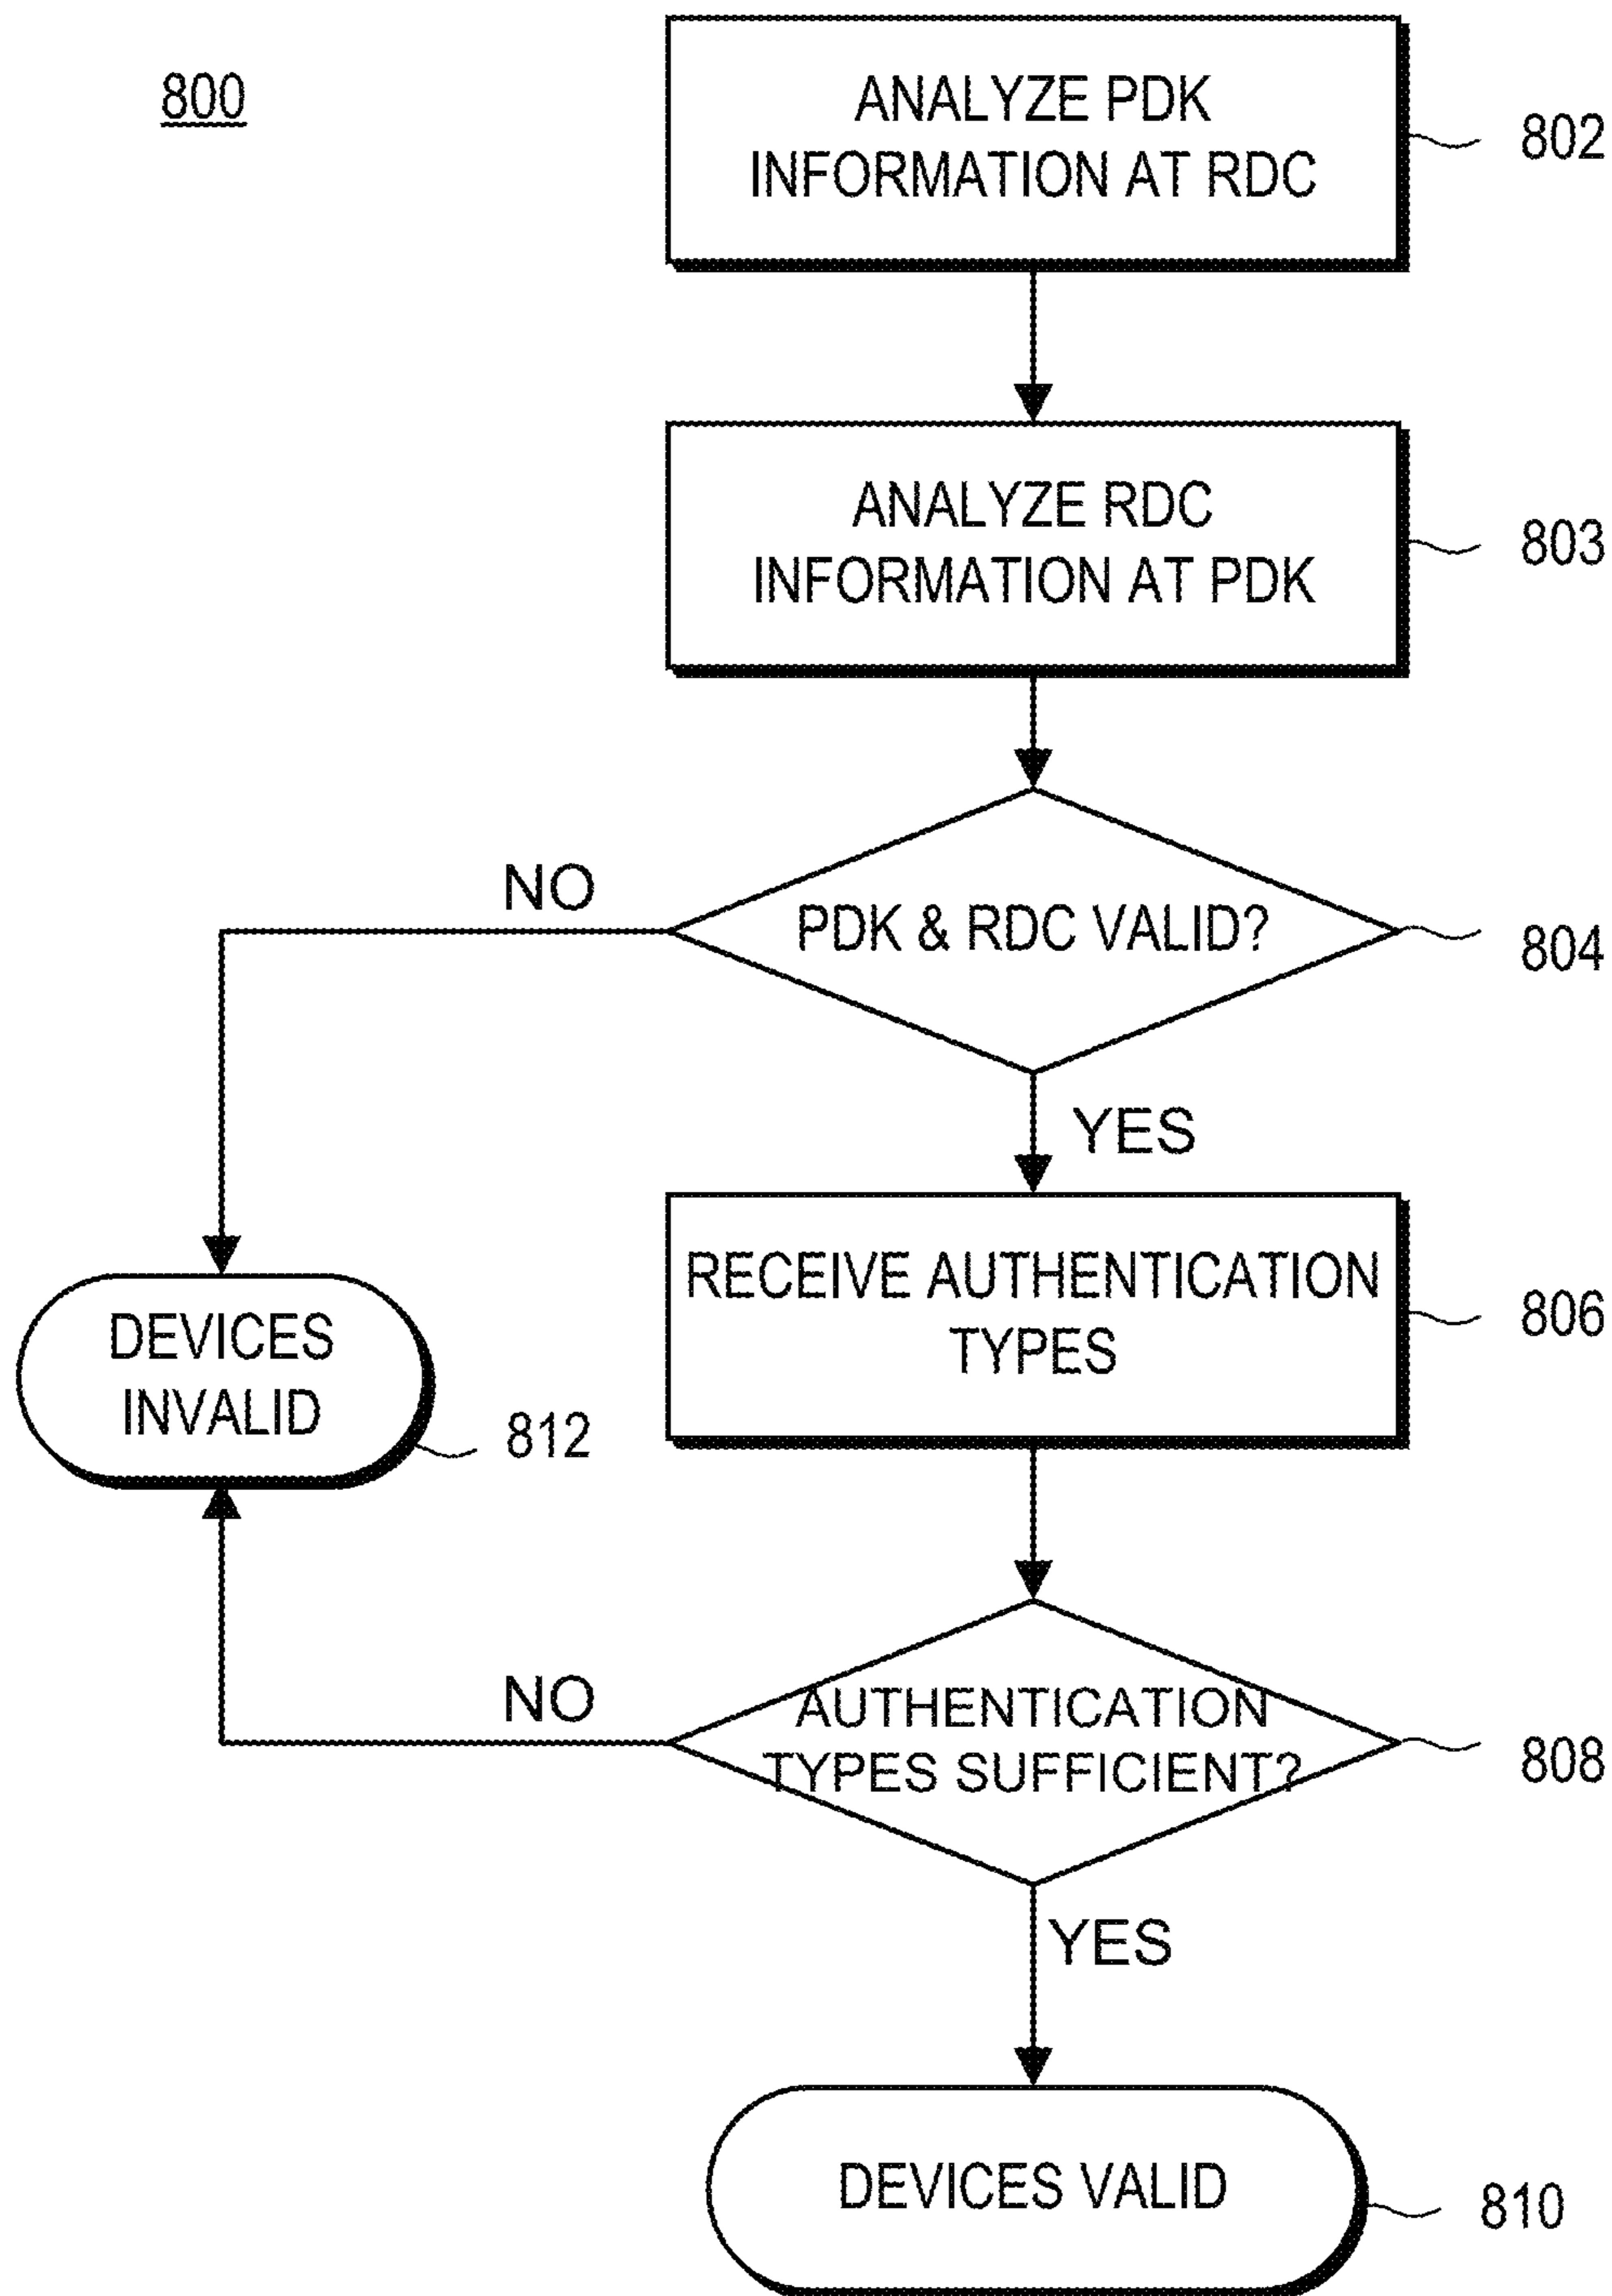 800
ANALYZE PDK
INFORMATION AT RDC
802
ANALYZE RDC
INFORMATION AT PDK
803
NO
PDK & RDC VALID?
804
YES
RECEIVE AUTHENTICATION
TYPES
806
DEVICES
INVALID
812
NO
AUTHENTICATION
TYPES SUFFICIENT?
808
YES
DEVICES VALID
810